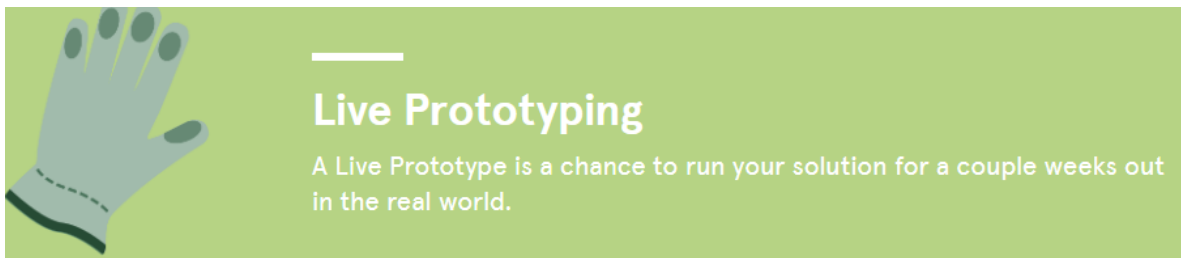 Live Prototyping
A Live Prototype is a chance to run your solution for a couple weeks out
in the real world.